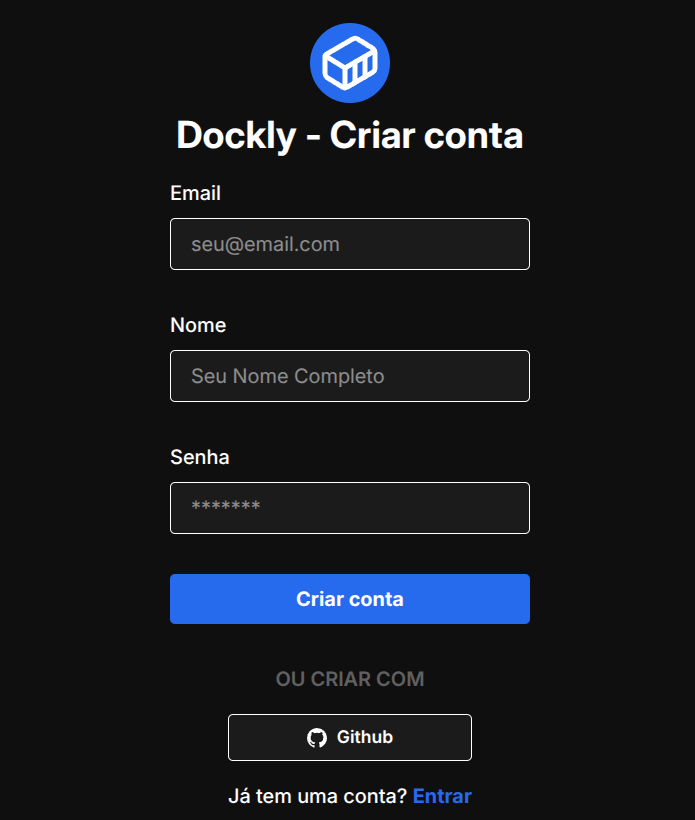 Dockly - Criar conta
Email
seu@email.com
Nome
Seu Nome Completo
Senha
*******
Criar conta
OU CRIAR COM
Github
Já tem uma conta? Entrar